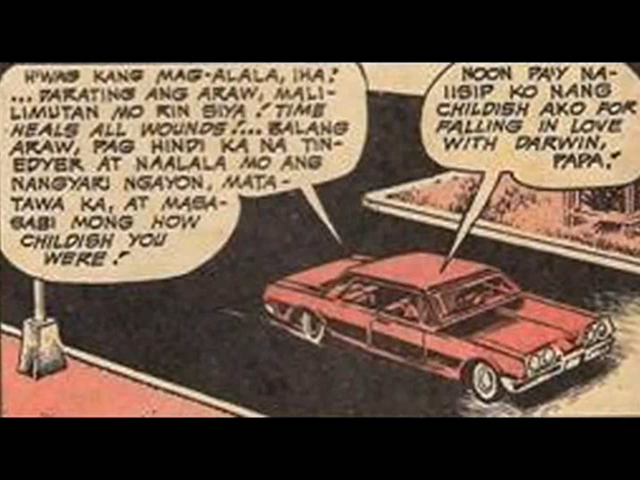 H'WAG KANG MAG-ALALA, IHA!
... DARATING ANG ARAW, MALI-
LIMUTAN MO RIN SIYA! TIME
HEALS ALL WOUNDS!... BALANG
ARAW, PAG HINDI KA NA TIN-
EDYER AT NAALALA MO ANG
NANGYARI NGAYON, MATA-
TAWA KA, AT MASA-
SABI MONG HOW
CHILDISH YOU
WERE!
NOON PA'Y NA-
IISIP KO NANG
CHILDISH AKO FOR
FALLING IN LOVE
WITH DARWIN,
PAPA!